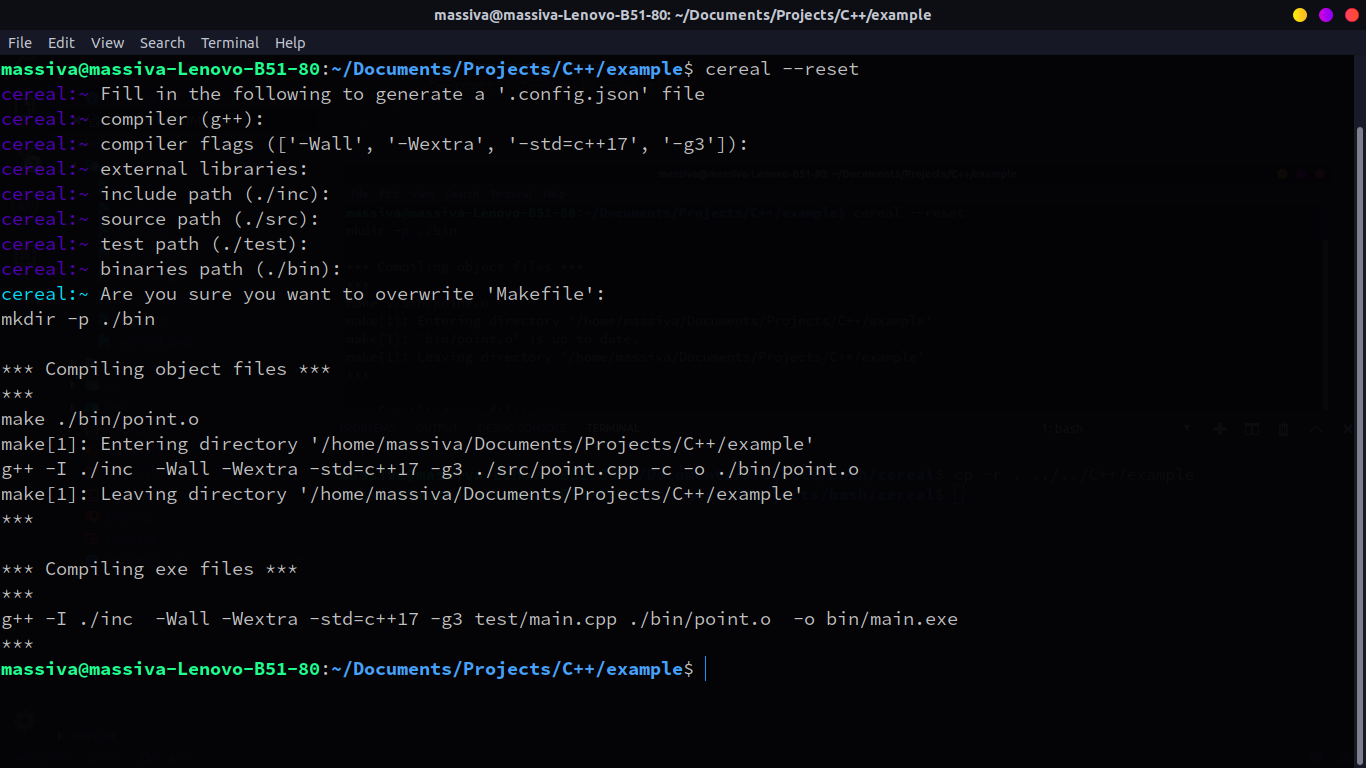 massiva@massiva-Lenovo-B51-80: ~/Documents/Projects/C++/example
File Edit View Search Terminal Help
massiva@massiva-Lenovo-B51-80:~/Documents/Projects/C++/example$ cereal --reset
cereal:~ Fill in the following to generate a '.config.json' file
cereal:~ compiler (g++):
cereal:~ compiler flags (['-Wall', '-Wextra', '-std=c++17', '-g3']):
cereal:~ external libraries:
cereal:~ include path (./inc):
cereal:~ source path (./src):
cereal:~ test path (./test):
cereal:~ binaries path (./bin):
cereal:~ Are you sure you want to overwrite 'Makefile':
mkdir -p ./bin

*** Compiling object files ***
***
make ./bin/point.o
make[1]: Entering directory '/home/massiva/Documents/Projects/C++/example'
g++ -I ./inc  -Wall -Wextra -std=c++17 -g3 ./src/point.cpp -c -o ./bin/point.o
make[1]: Leaving directory '/home/massiva/Documents/Projects/C++/example'
***

*** Compiling exe files ***
***
g++ -I ./inc  -Wall -Wextra -std=c++17 -g3 test/main.cpp ./bin/point.o  -o bin/main.exe
***
massiva@massiva-Lenovo-B51-80:~/Documents/Projects/C++/example$